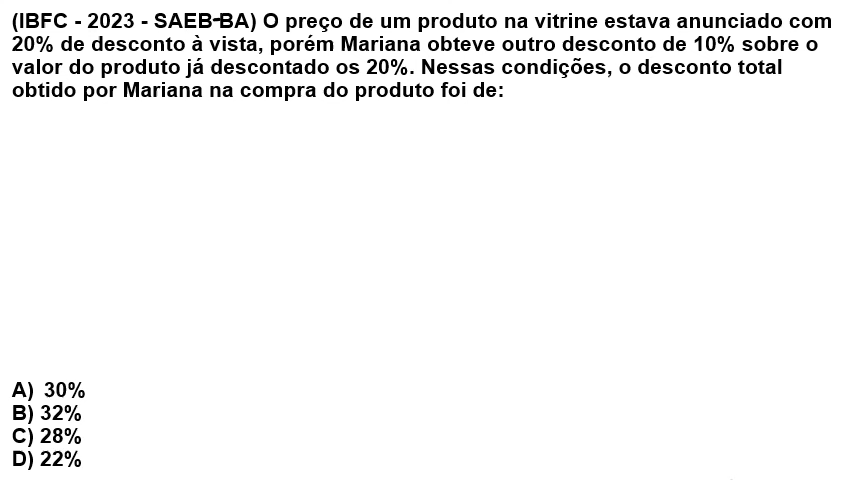 (IBFC - 2023 - SAEB-BA) O preço de um produto na vitrine estava anunciado com
20% de desconto à vista, porém Mariana obteve outro desconto de 10% sobre o
valor do produto já descontado os 20%. Nessas condições, o desconto total
obtido por Mariana na compra do produto foi de:
A) 30%
B) 32%
C) 28%
D) 22%